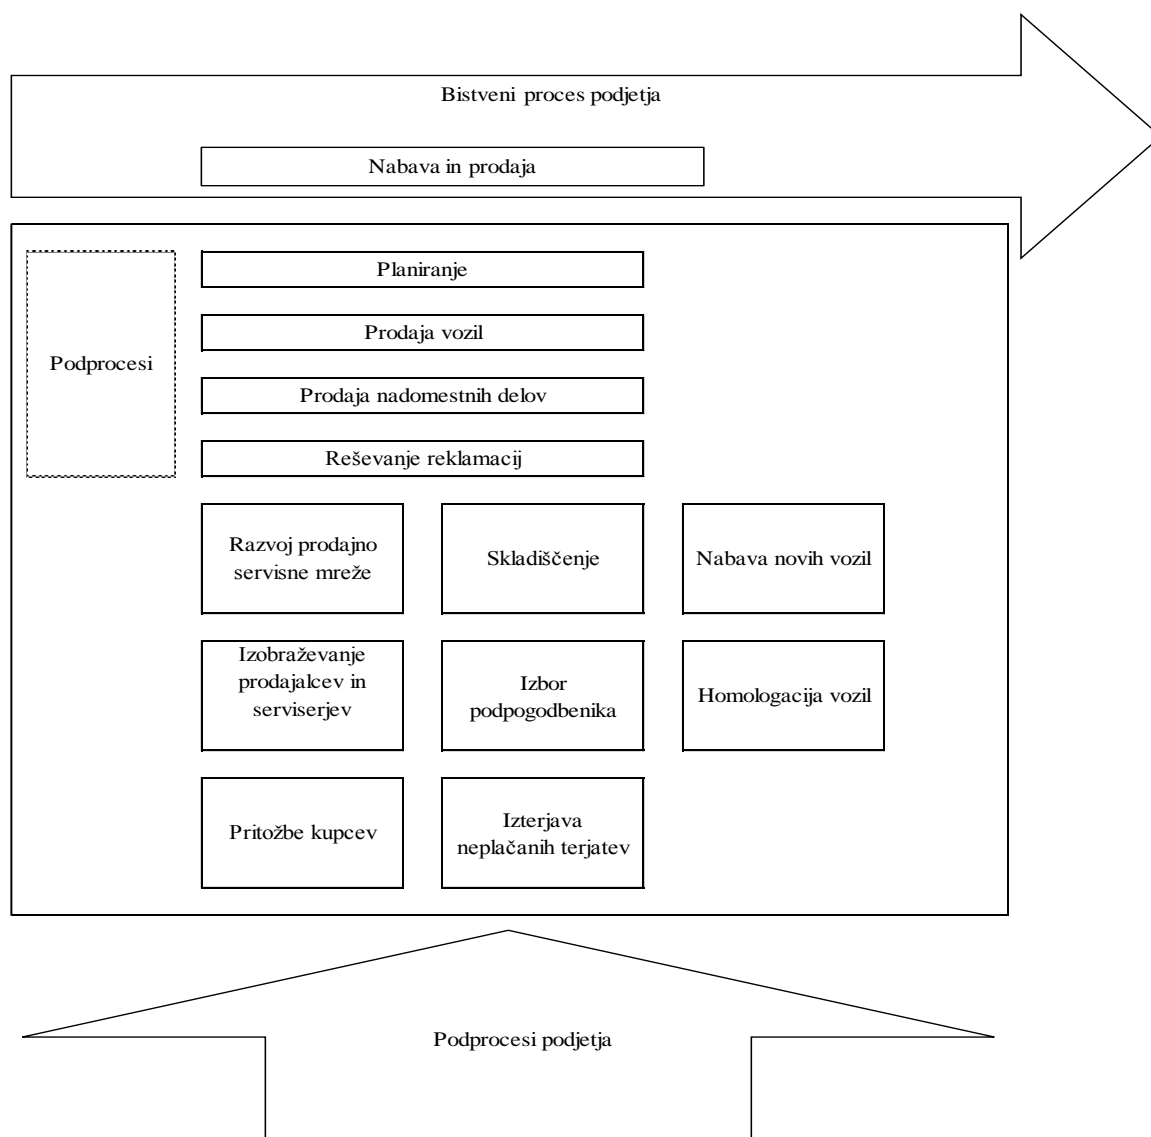 Bistveni proces podjetja
Nabava in prodaja
Planiranje
Prodaja vozil
Podprocesi
Prodaja nadomestnih delov
Reševanje reklamacij
Razvoj prodajno
servisne mreže
Skladiščenje
Nabava novih vozil
Izobraževanje
prodajalcev in
serviserjev
Izbor
podpogodbenika
Homologacija vozil
Pritožbe kupcev
Izterjava
neplačanih terjatev
Podprocesi podjetja